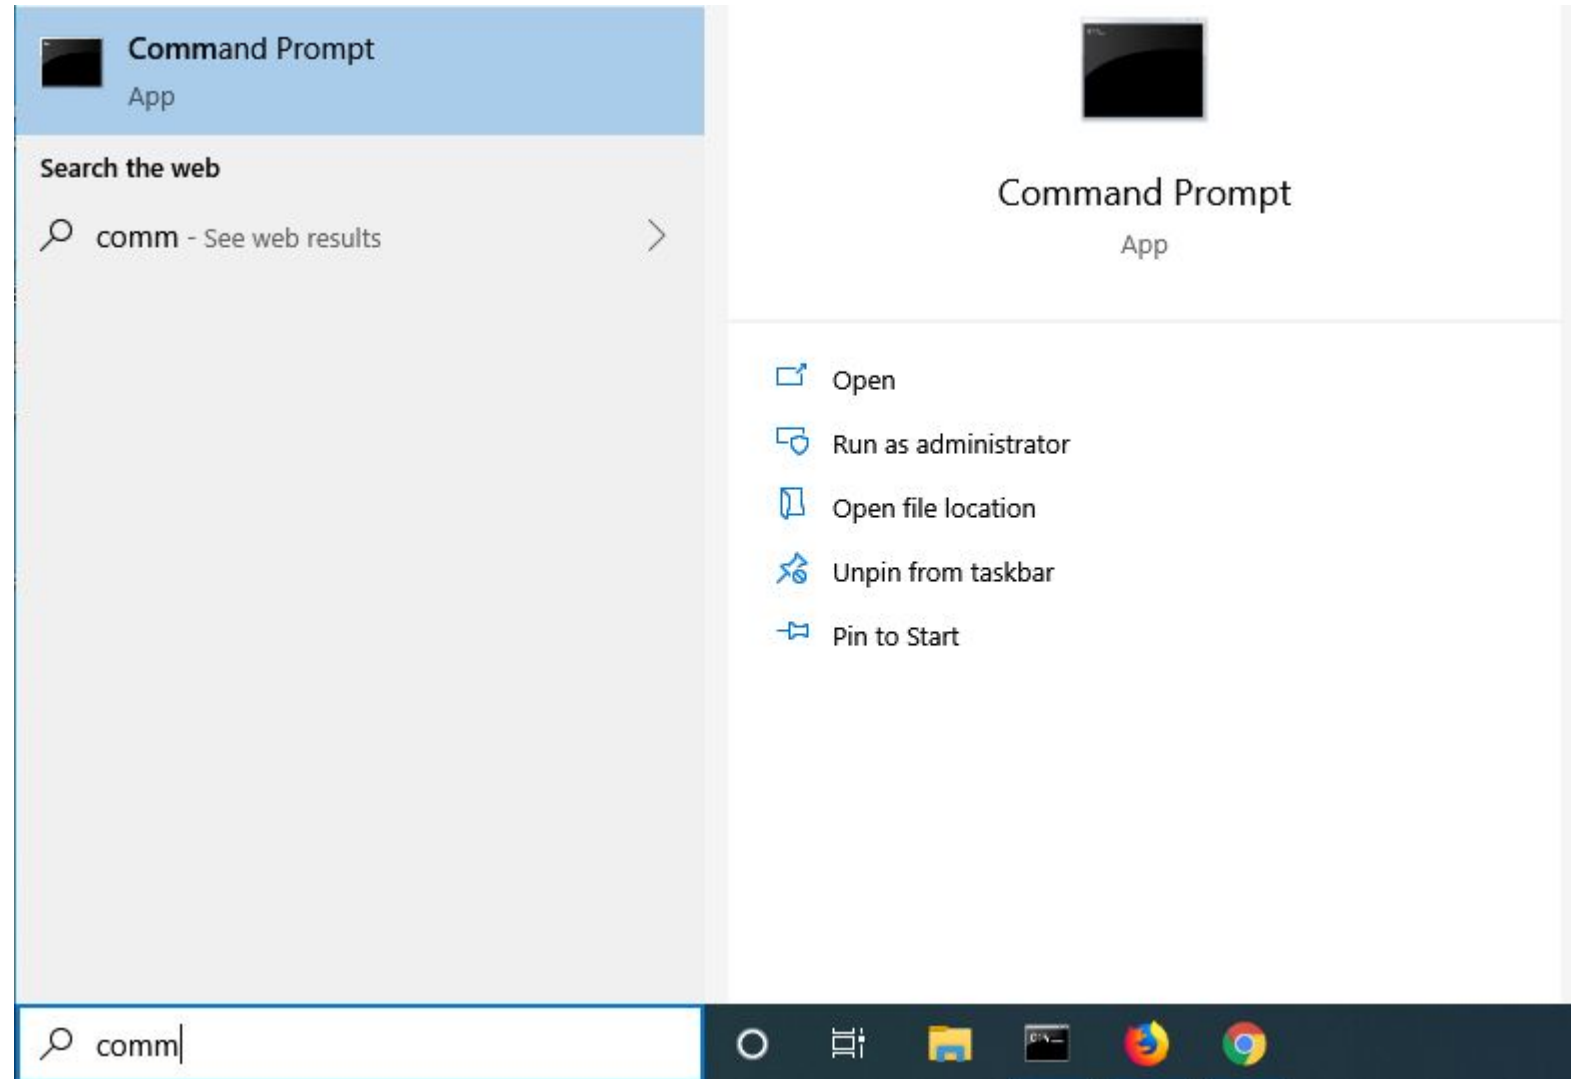 Command Prompt
App
Search the web
comm - See web results
Command Prompt
App
Open
Run as administrator
Open file location
Unpin from taskbar
Pin to Start
comm